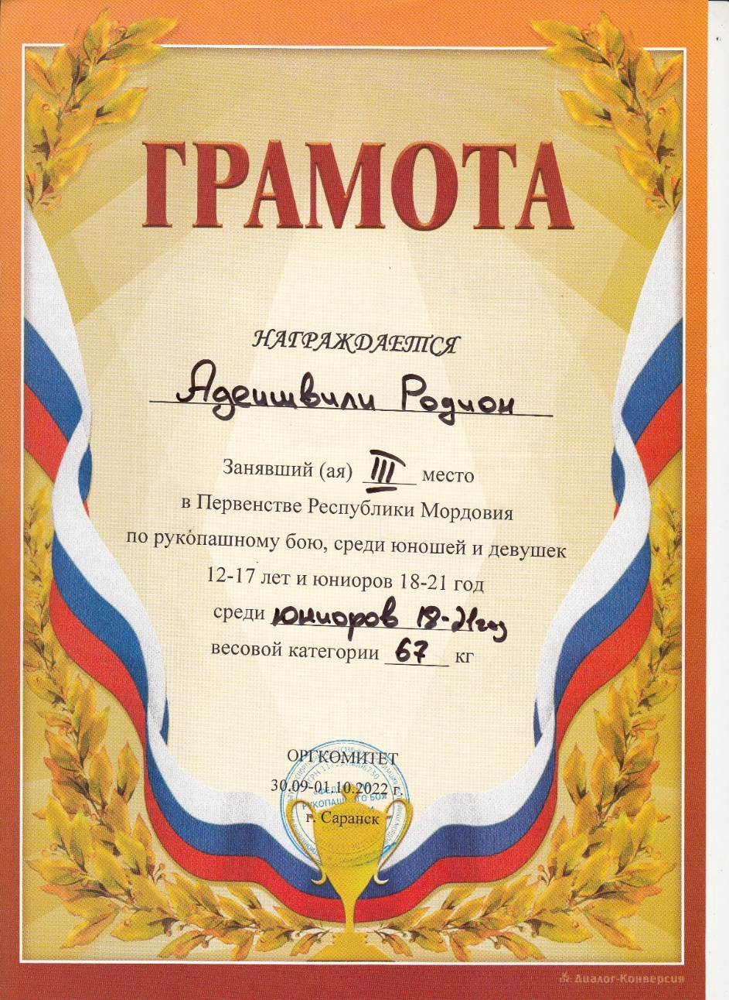 ГРАМОТА
НАГРАЖДАЕТСЯ
Адеишвили Родион
Занявший (ая) III место
в Первенстве Республики Мордовия
по рукопашному бою, среди юношей и девушек
12-17 лет и юниоров 18-21 год
среди юниоров 18-21год
весовой категории 67 кг
ОРГКОМИТЕТ
30.09-01.10.2022 г.
РУКОПАШНОГО БОЯ
г. Саранск
Диалог-Конверсия